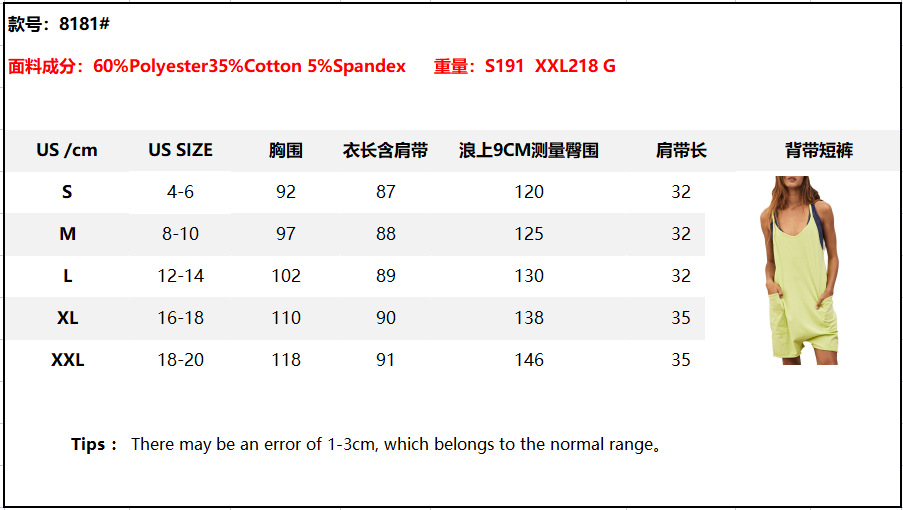 款号：8181#
面料成分：60%Polyester35%Cotton 5%Spandex 重量：S191 XXL218 G
US /cm US SIZE 胸围 衣长含肩带 浪上9CM测量臀围 肩带长 背带短裤
S 4-6 92 87 120 32
M 8-10 97 88 125 32
L 12-14 102 89 130 32
XL 16-18 110 90 138 35
XXL 18-20 118 91 146 35
Tips： There may be an error of 1-3cm, which belongs to the normal range。